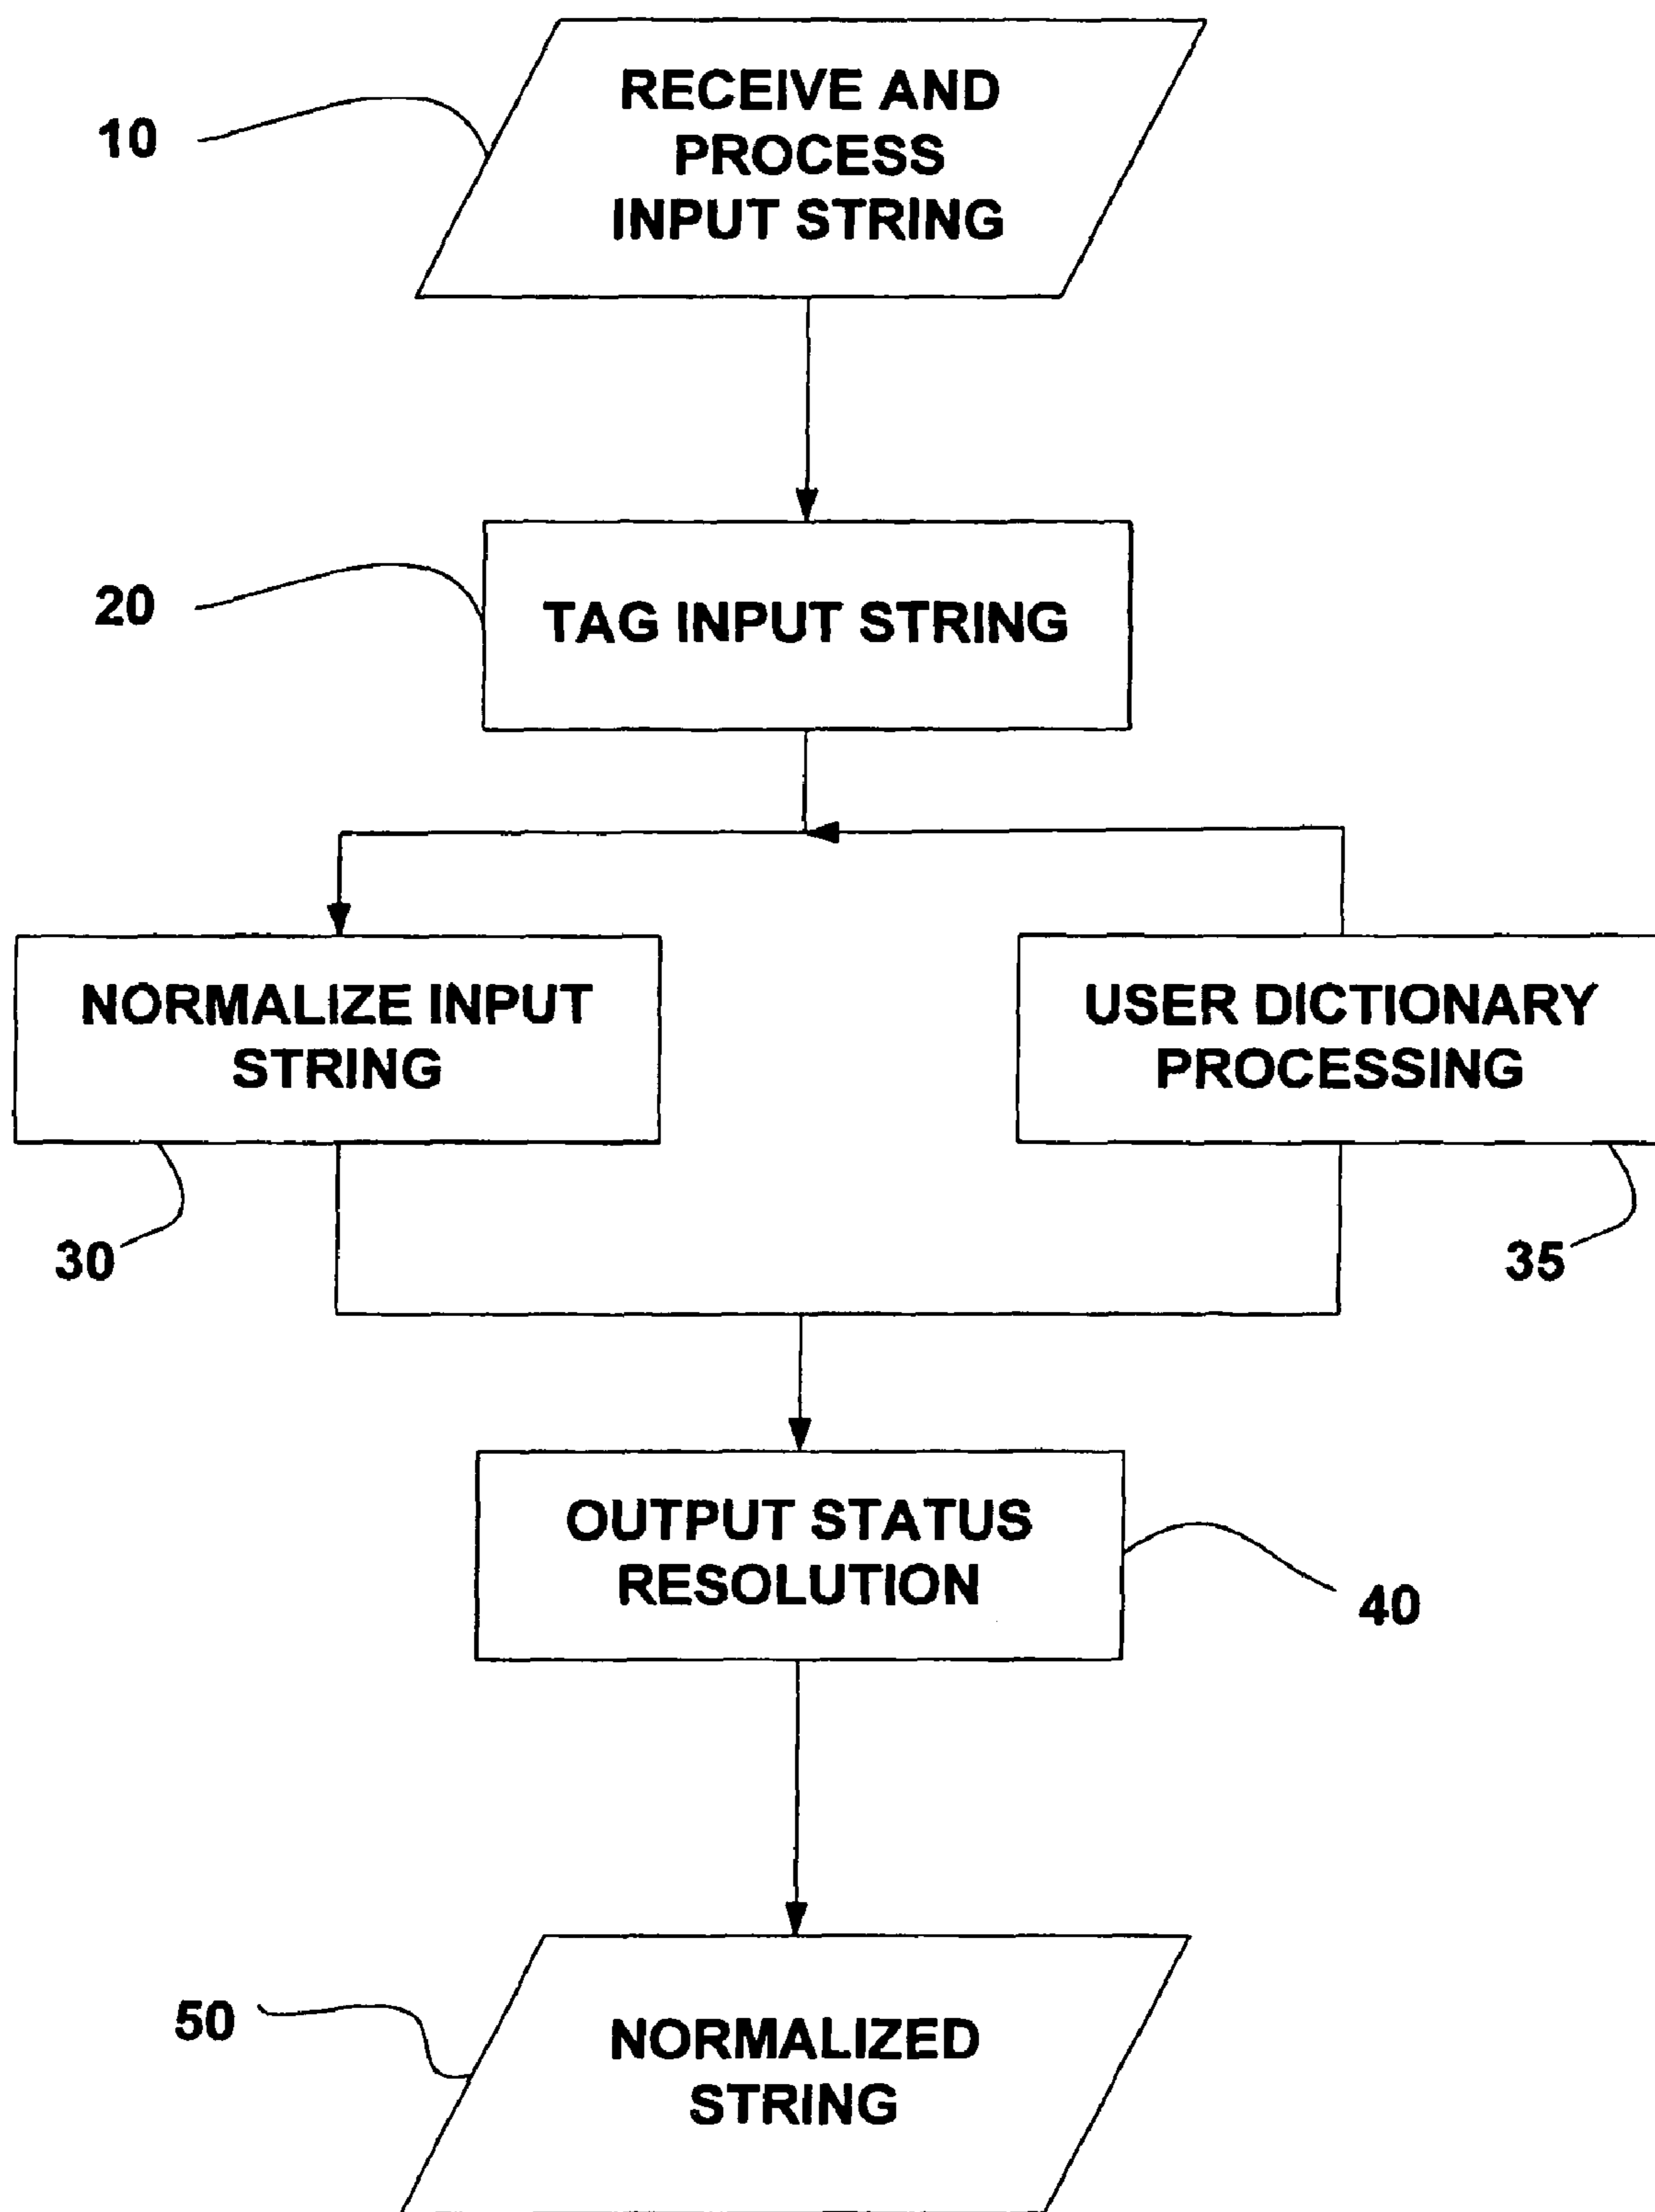 RECEIVE AND
PROCESS
INPUT STRING
10
20
TAG INPUT STRING
NORMALIZE INPUT
STRING
USER DICTIONARY
PROCESSING
30
35
OUTPUT STATUS
RESOLUTION
40
50
NORMALIZED
STRING